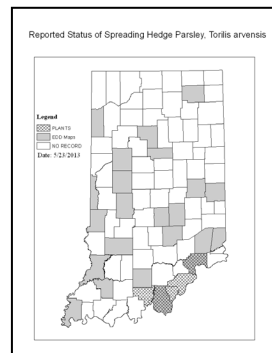 Reported Status of Spreading Hedge Parsley, Torilis arvensis
Legend
PLANTS
EDD Maps
NO RECORD
Date: 5/23/2013